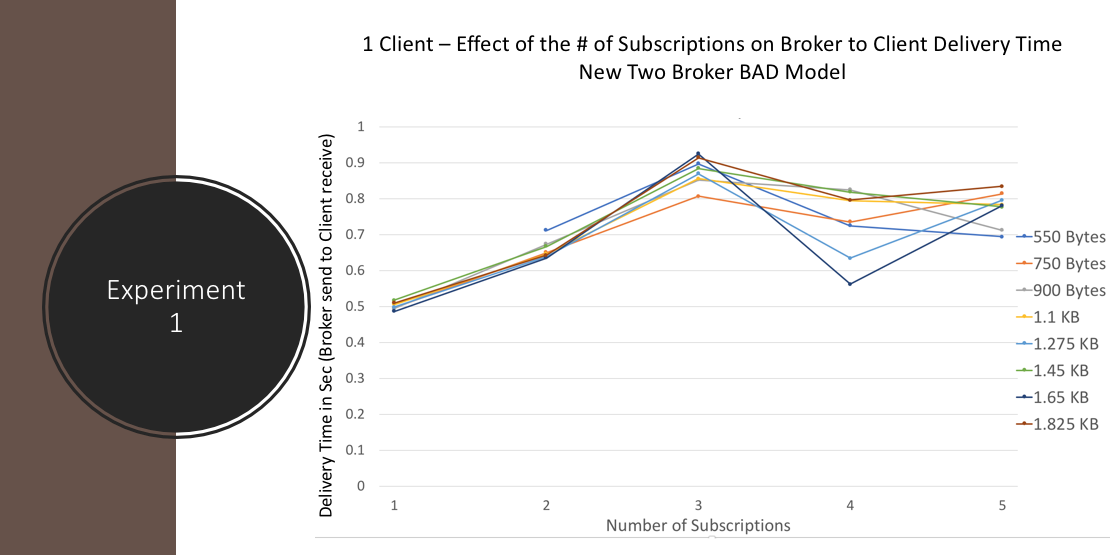 1 Client – Effect of the # of Subscriptions on Broker to Client Delivery Time
New Two Broker BAD Model
Experiment
1
Delivery Time in Sec (Broker send to Client receive)
1
0.9
0.8
0.7
0.6
0.5
0.4
0.3
0.2
0.1
0
1 2 3 4 5
Number of Subscriptions
550 Bytes
750 Bytes
900 Bytes
1.1 KB
1.275 KB
1.45 KB
1.65 KB
1.825 KB